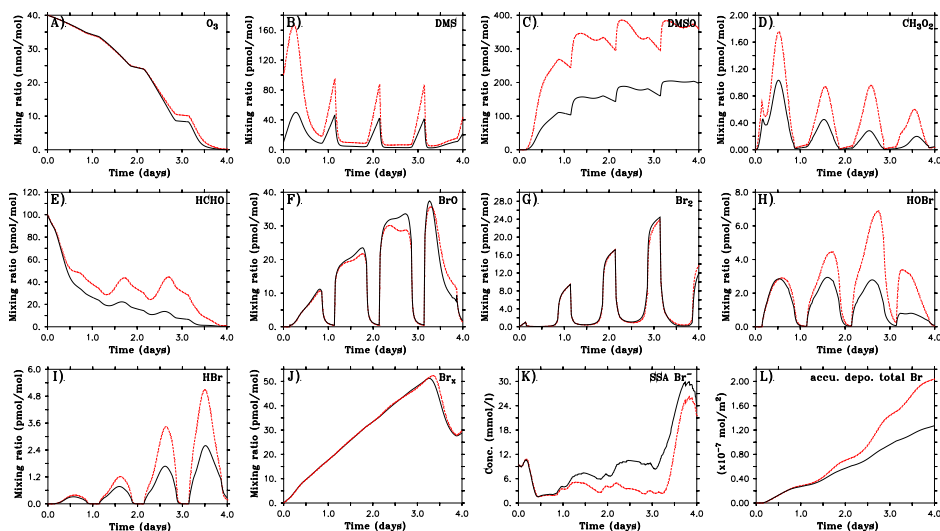 A) O₃
Mixing ratio (nmol/mol)
40. 30. 20. 10. 0.
0.0 1.0 2.0 3.0 4.0
Time (days)
B) DMS
Mixing ratio (pmol/mol)
200. 160. 120. 80. 40. 0.
0.0 1.0 2.0 3.0 4.0
Time (days)
C) DMSO
Mixing ratio (pmol/mol)
400. 300. 200. 100. 0.
0.0 1.0 2.0 3.0 4.0
Time (days)
D) CH₃O₂
Mixing ratio (pmol/mol)
2.00 1.60 1.20 0.80 0.40 0.00
0.0 1.0 2.0 3.0 4.0
Time (days)
E) HCHO
Mixing ratio (pmol/mol)
120. 100. 80. 60. 40. 20. 0.
0.0 1.0 2.0 3.0 4.0
Time (days)
F) BrO
Mixing ratio (pmol/mol)
40. 30. 20. 10. 0.
0.0 1.0 2.0 3.0 4.0
Time (days)
G) Br₂
Mixing ratio (pmol/mol)
28.0 24.0 20.0 16.0 12.0 8.0 4.0 0.0
0.0 1.0 2.0 3.0 4.0
Time (days)
H) HOBr
Mixing ratio (pmol/mol)
8.0 6.0 4.0 2.0 0.0
0.0 1.0 2.0 3.0 4.0
Time (days)
I) HBr
Mixing ratio (pmol/mol)
6.0 4.8 3.6 2.4 1.2 0.0
0.0 1.0 2.0 3.0 4.0
Time (days)
J) Brₓ
Mixing ratio (pmol/mol)
50. 40. 30. 20. 10. 0.
0.0 1.0 2.0 3.0 4.0
Time (days)
K) SSA Br⁻
Conc. (mmol/l)
30. 24. 18. 12. 6. 0.
0.0 1.0 2.0 3.0 4.0
Time (days)
L) accu. depo. total Br
(x10⁻⁷ mol/m²)
2.00 1.60 1.20 0.80 0.40 0.00
0.0 1.0 2.0 3.0 4.0
Time (days)